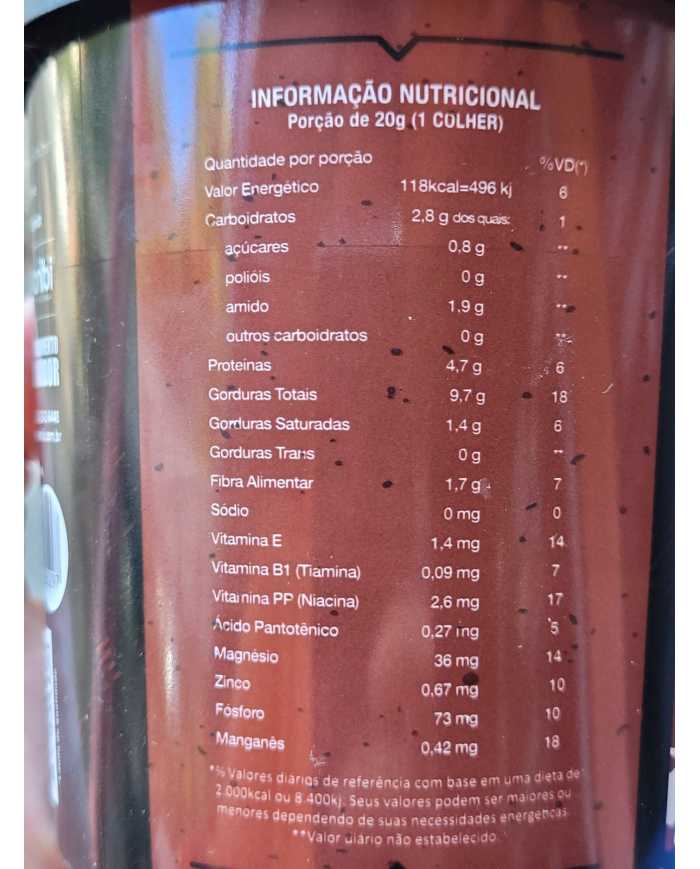 INFORMAÇÃO NUTRICIONAL
Porção de 20g (1 COLHER)
Quantidade por porção %VD(*)
Valor Energético 118kcal=496 kj 6
Carboidratos 2,8 g dos quais: 1
açúcares 0,8 g **
polióis 0 g **
amido 1,9 g **
outros carboidratos 0 g **
Proteínas 4,7 g 6
Gorduras Totais 9,7 g 18
Gorduras Saturadas 1,4 g 6
Gorduras Trans 0 g **
Fibra Alimentar 1,7 g 7
Sódio 0 mg 0
Vitamina E 1,4 mg 14
Vitamina B1 (Tiamina) 0,09 mg 7
Vitamina PP (Niacina) 2,6 mg 17
Ácido Pantotênico 0,27 mg 5
Magnésio 36 mg 14
Zinco 0,67 mg 10
Fósforo 73 mg 10
Manganês 0,42 mg 18
*% Valores diários de referência com base em uma dieta de
2.000kcal ou 8.400kj. Seus valores podem ser maiores ou
menores dependendo de suas necessidades energéticas.
**Valor diário não estabelecido.